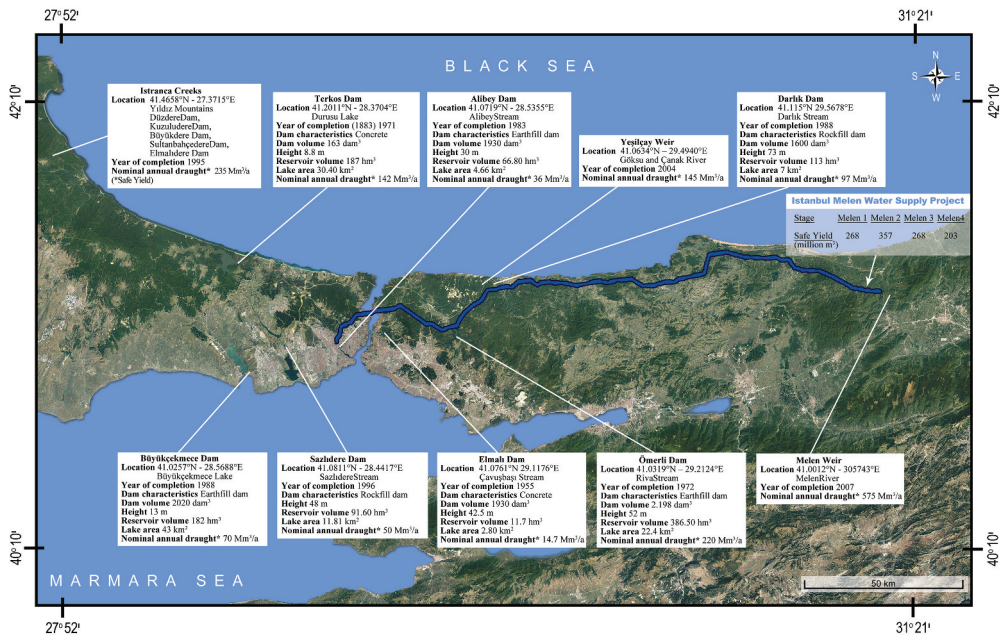 27°52'
31°21'
42°10'
42°10'
BLACK SEA
N
S E
W
Istranca Creeks
Location 41.4658°N - 27.3715°E
Yıldız Mountains
DüzdereDam,
KuzuludereDam,
Büyükdere Dam,
SultanbahçedereDam,
Elmalıdere Dam
Year of completion 1995
Nominal annual draught* 235 Mm³/a
(*Safe Yield)
Terkos Dam
Location 41.2011°N - 28.3704°E
Durusu Lake
Year of completion (1883) 1971
Dam characteristics Concrete
Dam volume 163 dam³
Height 8.8 m
Reservoir volume 187 hm³
Lake area 30.40 km²
Nominal annual draught* 142 Mm³/a
Alibey Dam
Location 41.0719°N - 28.5355°E
AlibeyStream
Year of completion 1983
Dam characteristics Earthfill dam
Dam volume 1930 dam³
Height 30 m
Reservoir volume 66.80 hm³
Lake area 4.66 km²
Nominal annual draught* 36 Mm³/a
Yeşilçay Weir
Location 41.0634°N - 29.4940°E
Göksu and Çanak River
Year of completion 2004
Nominal annual draught* 145 Mm³/a
Darlık Dam
Location 41.115°N 29.5678°E
Darlık Stream
Year of completion 1988
Dam characteristics Rockfill dam
Dam volume 1600 dam³
Height 73 m
Reservoir volume 113 hm³
Lake area 7 km²
Nominal annual draught* 97 Mm³/a
Istanbul Melen Water Supply Project
Stage Melen 1 Melen 2 Melen 3 Melen4
Safe Yield 268 357 268 203
(million m³)
Büyükçekmece Dam
Location 41.0257°N - 28.5688°E
Büyükçekmece Lake
Year of completion 1988
Dam characteristics Earthfill dam
Dam volume 2020 dam³
Height 13 m
Reservoir volume 182 hm³
Lake area 43 km²
Nominal annual draught* 70 Mm³/a
Sazlıdere Dam
Location 41.0811°N - 28.4417°E
SazlıdereStream
Year of completion 1996
Dam characteristics Rockfill dam
Height 48 m
Reservoir volume 91.60 hm³
Lake area 11.81 km²
Nominal annual draught* 50 Mm³/a
Elmalı Dam
Location 41.0761°N 29.1176°E
Çavuşbaşı Stream
Year of completion 1955
Dam characteristics Concrete
Dam volume 1930 dam³
Height 42.5 m
Reservoir volume 11.7 hm³
Lake area 2.80 km²
Nominal annual draught* 14.7 Mm³/a
Ömerli Dam
Location 41.0319°N – 29.2124°E
RivaStream
Year of completion 1972
Dam characteristics Earthfill dam
Dam volume 2.198 dam³
Height 52 m
Reservoir volume 386.50 hm³
Lake area 22.4 km²
Nominal annual draught* 220 Mm³/a
Melen Weir
Location 41.0012°N - 305743°E
MelenRiver
Year of completion 2007
Nominal annual draught* 575 Mm³/a
40°10'
40°10'
MARMARA SEA
50 km
27°52'
31°21'